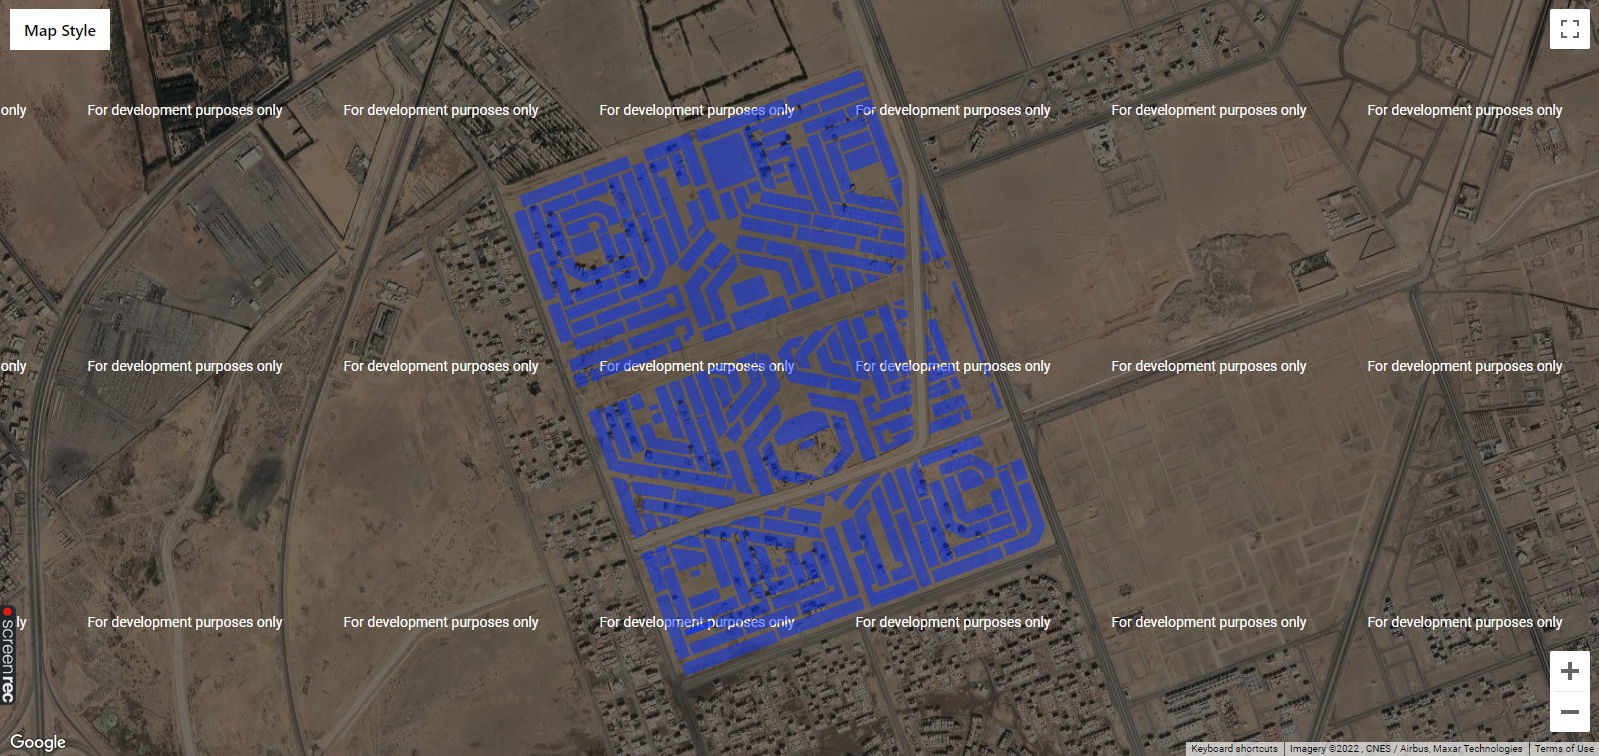 Map Style
only For development purposes only For development purposes only For development purposes only For development purposes only For development purposes only For development purposes only
only For development purposes only For development purposes only For development purposes only For development purposes only For development purposes only For development purposes only
ly For development purposes only For development purposes only For development purposes only For development purposes only For development purposes only For development purposes only
screenrec
Google
Keyboard shortcuts Imagery ©2022 , CNES / Airbus, Maxar Technologies Terms of Use